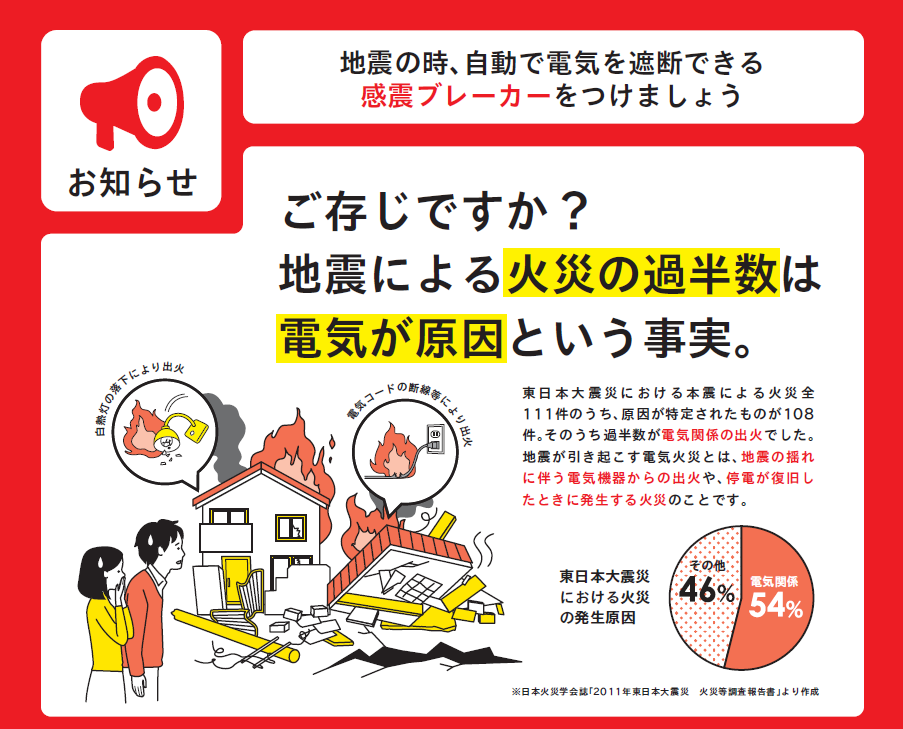 お知らせ
地震の時、自動で電気を遮断できる
感震ブレーカーをつけましょう
ご存じですか？
地震による火災の過半数は
電気が原因という事実。
白熱灯の落下により出火
電気コードの断線等により出火
東日本大震災における本震による火災全
111件のうち、原因が特定されたものが108
件。そのうち過半数が電気関係の出火でした。
地震が引き起こす電気火災とは、地震の揺れ
に伴う電気機器からの出火や、停電が復旧し
たときに発生する火災のことです。
東日本大震災
における火災
の発生原因
その他
46%
電気関係
54%
※日本火災学会誌「2011年東日本大震災　火災等調査報告書」より作成